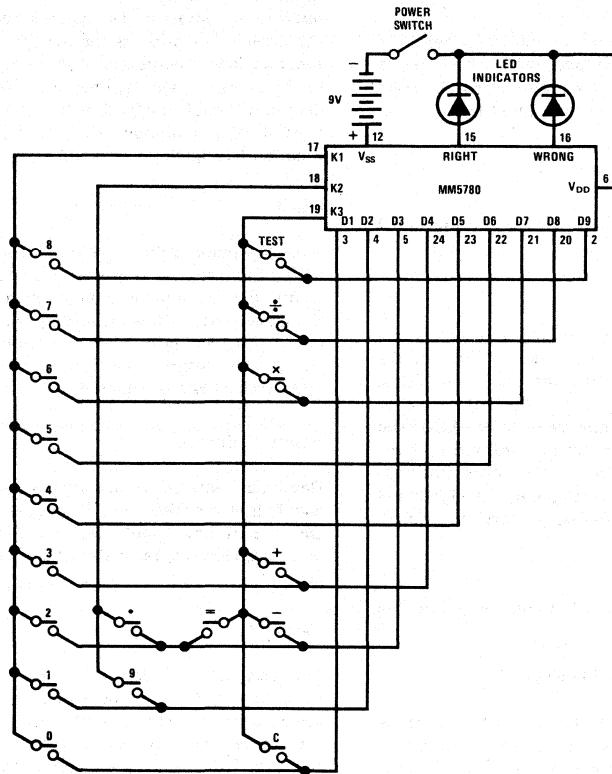 POWER
SWITCH
−
9V
+
LED
INDICATORS
12
15
16
17
K1
VSS
RIGHT
WRONG
18
K2
MM5780
VDD
6
19
K3
D1 D2 D3 D4 D5 D6 D7 D8 D9
3 4 5 24 23 22 21 20 2
8
TEST
7
÷
6
×
5
4
3
+
2
•
=
−
1
9
0
C